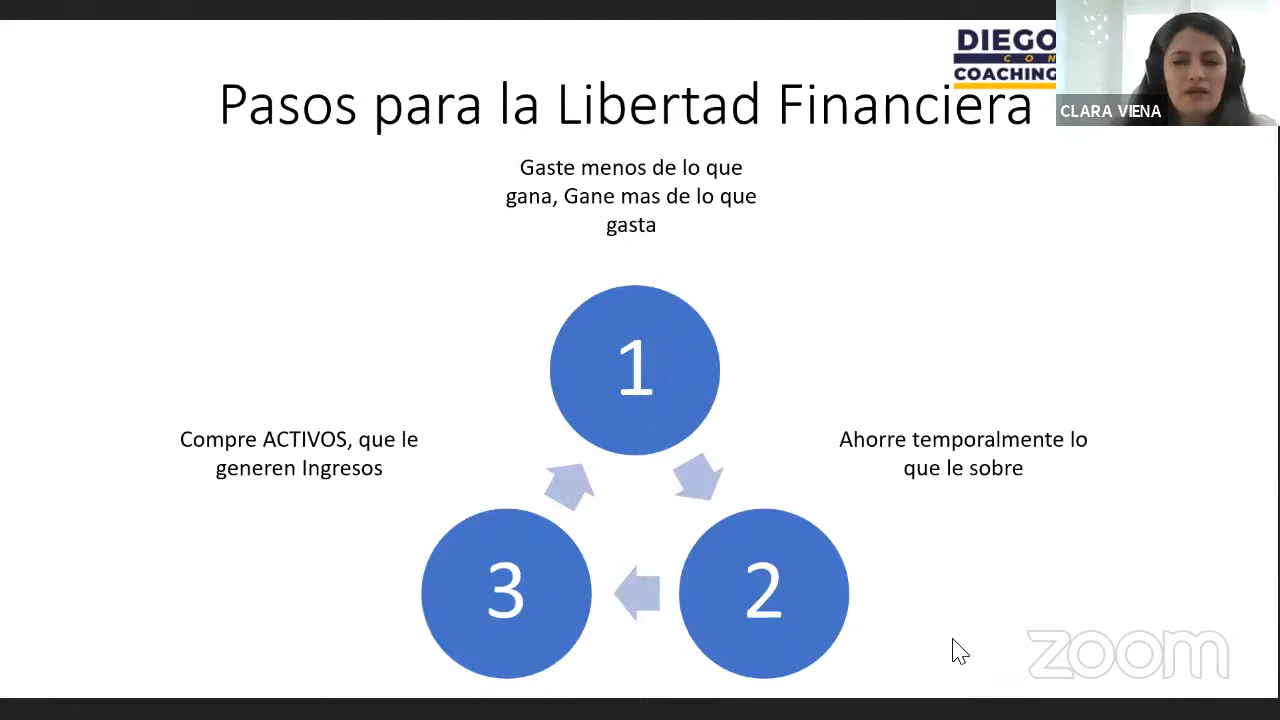 DIEGO
CON
COACHING
CLARA VIENA
Pasos para la Libertad Financiera
Gaste menos de lo que
gana, Gane mas de lo que
gasta
1
Compre ACTIVOS, que le
generen Ingresos
Ahorre temporalmente lo
que le sobre
3
2
zoom